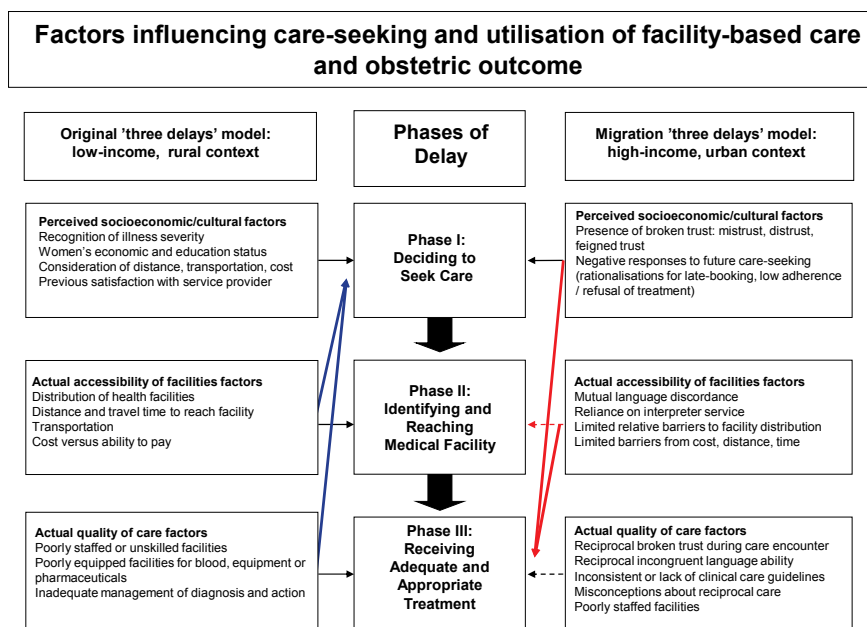 Factors influencing care-seeking and utilisation of facility-based care
and obstetric outcome
Original 'three delays' model:
low-income, rural context
Phases of
Delay
Migration 'three delays' model:
high-income, urban context
Perceived socioeconomic/cultural factors
Recognition of illness severity
Women's economic and education status
Consideration of distance, transportation, cost
Previous satisfaction with service provider
Phase I:
Deciding to
Seek Care
Perceived socioeconomic/cultural factors
Presence of broken trust: mistrust, distrust,
feigned trust
Negative responses to future care-seeking
(rationalisations for late-booking, low adherence
/ refusal of treatment)
Actual accessibility of facilities factors
Distribution of health facilities
Distance and travel time to reach facility
Transportation
Cost versus ability to pay
Phase II:
Identifying and
Reaching
Medical Facility
Actual accessibility of facilities factors
Mutual language discordance
Reliance on interpreter service
Limited relative barriers to facility distribution
Limited barriers from cost, distance, time
Actual quality of care factors
Poorly staffed or unskilled facilities
Poorly equipped facilities for blood, equipment or
pharmaceuticals
Inadequate management of diagnosis and action
Phase III:
Receiving
Adequate and
Appropriate
Treatment
Actual quality of care factors
Reciprocal broken trust during care encounter
Reciprocal incongruent language ability
Inconsistent or lack of clinical care guidelines
Misconceptions about reciprocal care
Poorly staffed facilities